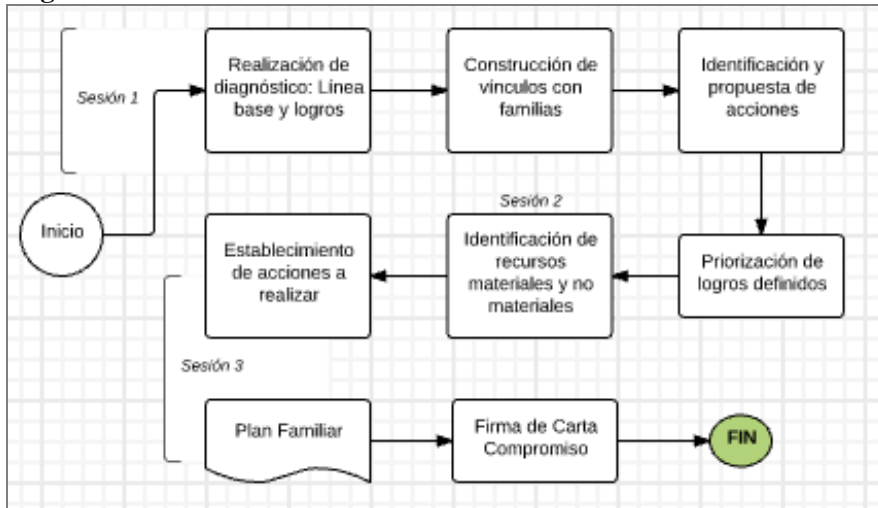 Sesión 1
Realización de
diagnóstico: Línea
base y logros
Construcción de
vínculos con
familias
Identificación y
propuesta de
acciones
Inicio
Sesión 2
Establecimiento
de acciones a
realizar
Identificación de
recursos
materiales y no
materiales
Priorización de
logros definidos
Sesión 3
Plan Familiar
Firma de Carta
Compromiso
FIN